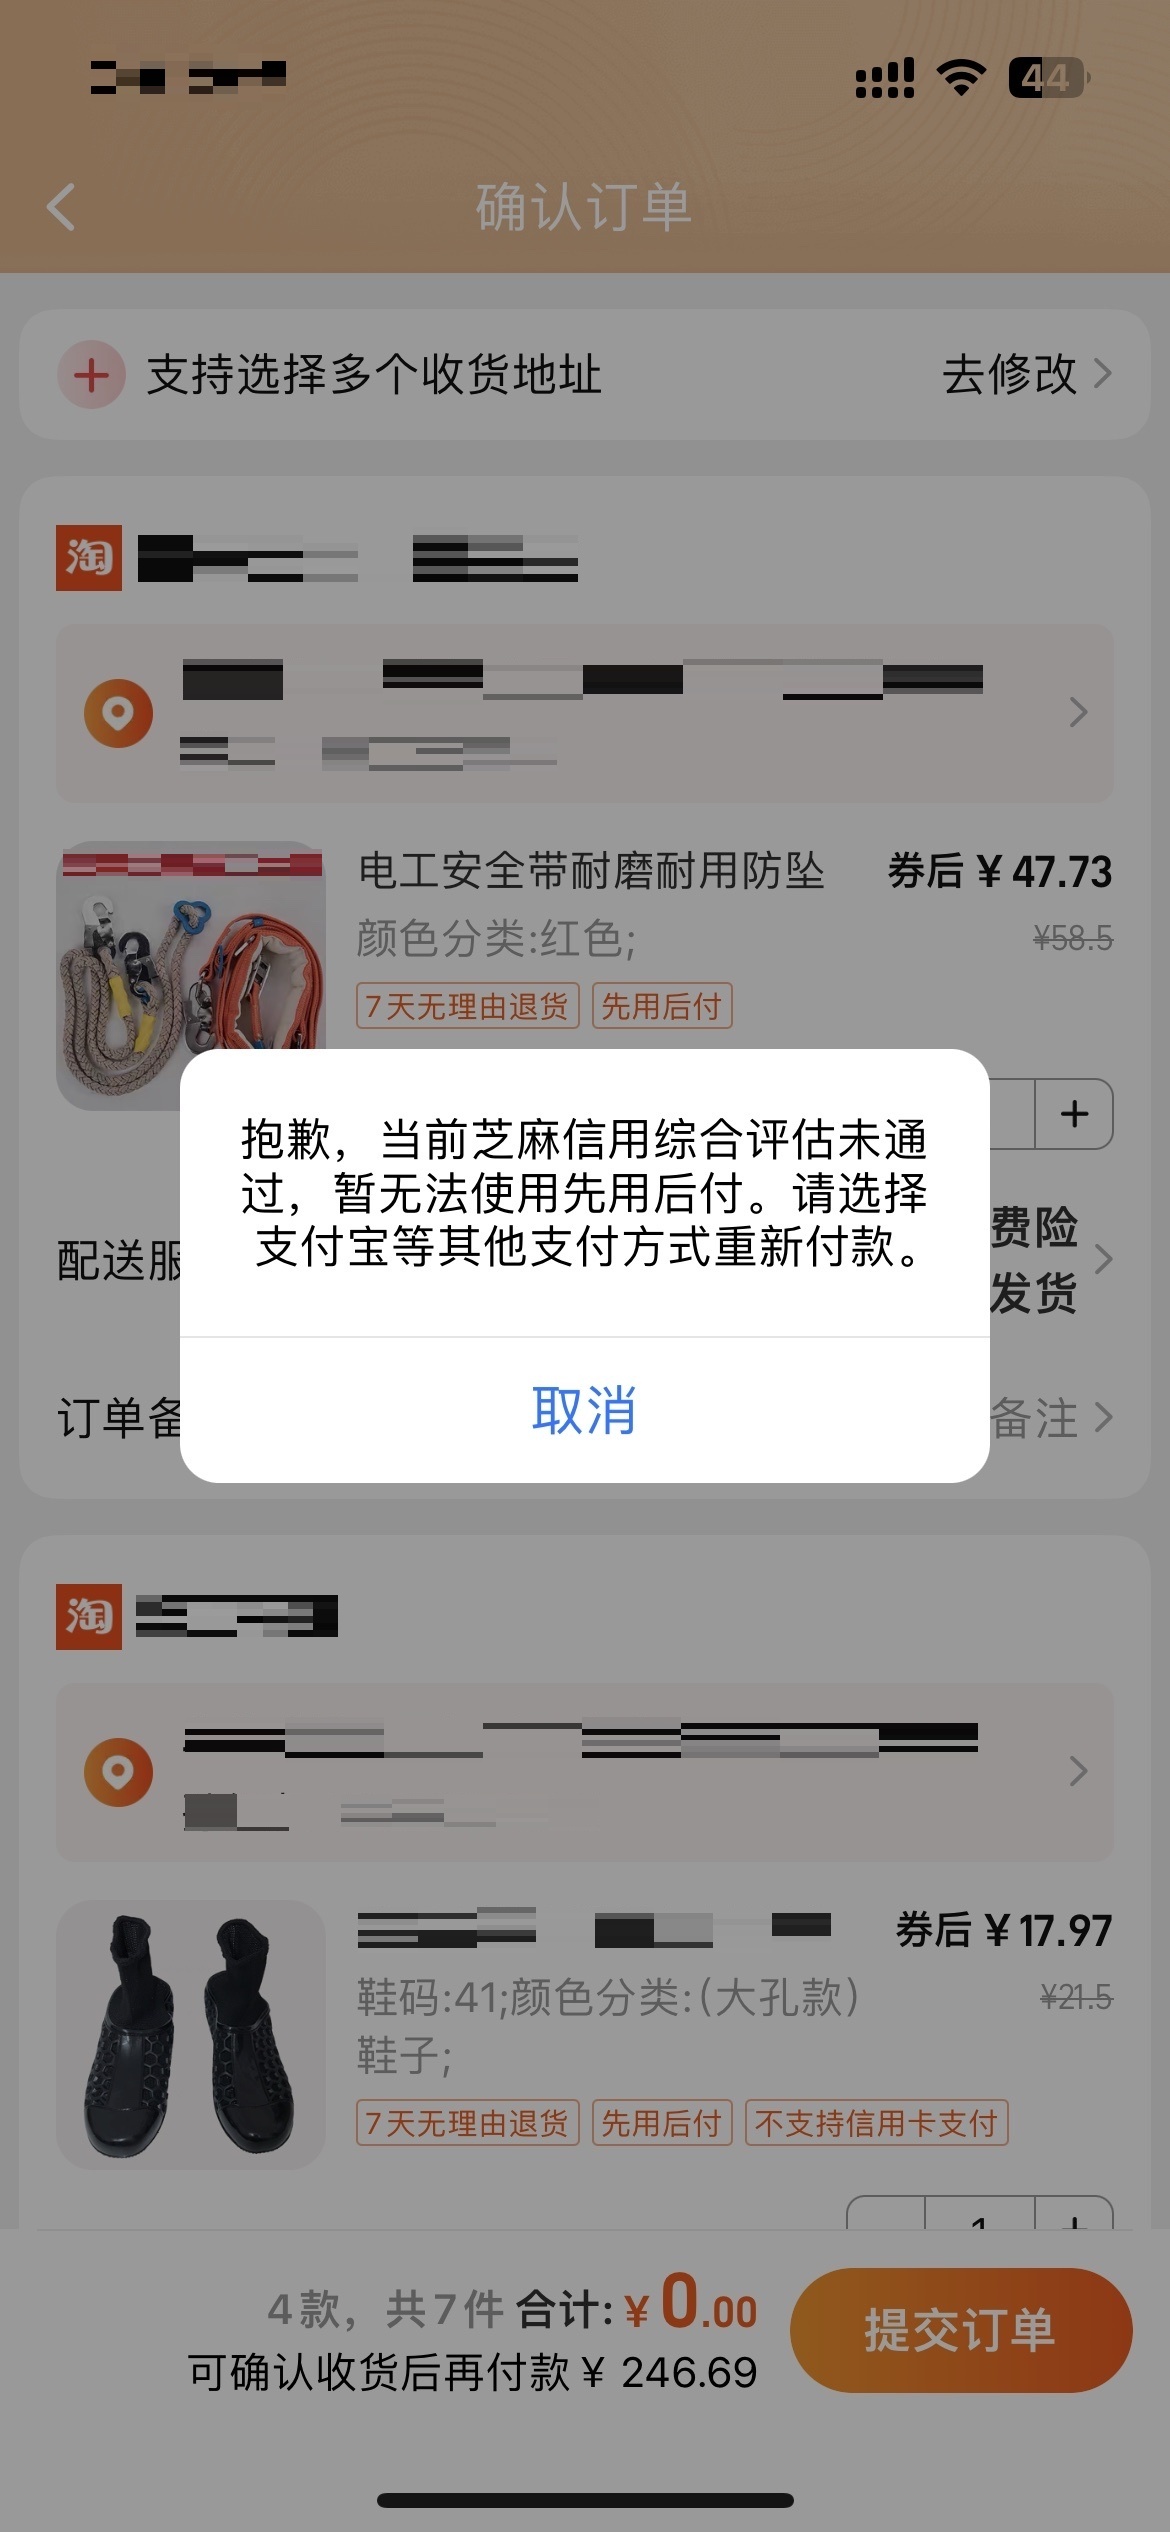 44
确认订单
支持选择多个收货地址
去修改
淘
电工安全带耐磨耐用防坠
券后 ¥ 47.73
颜色分类:红色;
¥58.5
7天无理由退货
先用后付
+
抱歉，当前芝麻信用综合评估未通
过，暂无法使用先用后付。请选择
支付宝等其他支付方式重新付款。
取消
配送服
费险
发货
订单备
备注
淘
券后 ¥ 17.97
鞋码:41;颜色分类:(大孔款)
¥21.5
鞋子;
7天无理由退货
先用后付
不支持信用卡支付
1
+
4款，共7件 合计: ¥ 0.00
可确认收货后再付款 ¥ 246.69
提交订单